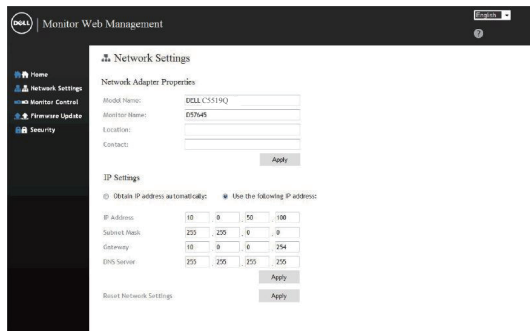 DELL | Monitor Web Management
English
?
Home
Network Settings
Monitor Control
Firmware Update
Security
Network Settings
Network Adapter Properties
Model Name: DELL C5519Q
Monitor Name: D57645
Location:
Contact:
Apply
IP Settings
Obtain IP address automatically: Use the following IP address:
IP Address 10 . 0 . 50 . 100
Subnet Mask 255 . 255 . 0 . 0
Gateway 10 . 0 . 0 . 254
DNS Server 255 . 255 . 255 . 255
Apply
Reset Network Settings Apply